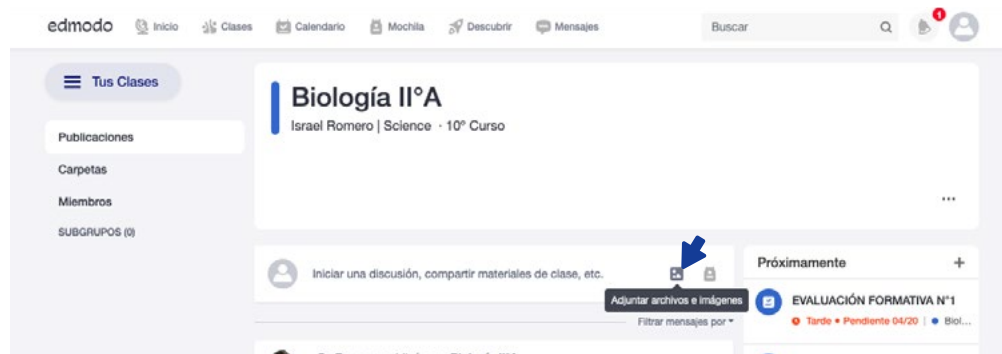 edmodo Inicio Clases Calendario Mochila Descubrir Mensajes Buscar 1
Tus Clases
Publicaciones
Carpetas
Miembros
SUBGRUPOS (0)
Biología II°A
Israel Romero | Science · 10º Curso
Iniciar una discusión, compartir materiales de clase, etc.
Adjuntar archivos e imágenes
Filtrar mensajes por
Próximamente +
EVALUACIÓN FORMATIVA N°1
Tarde • Pendiente 04/20 | • Biol...